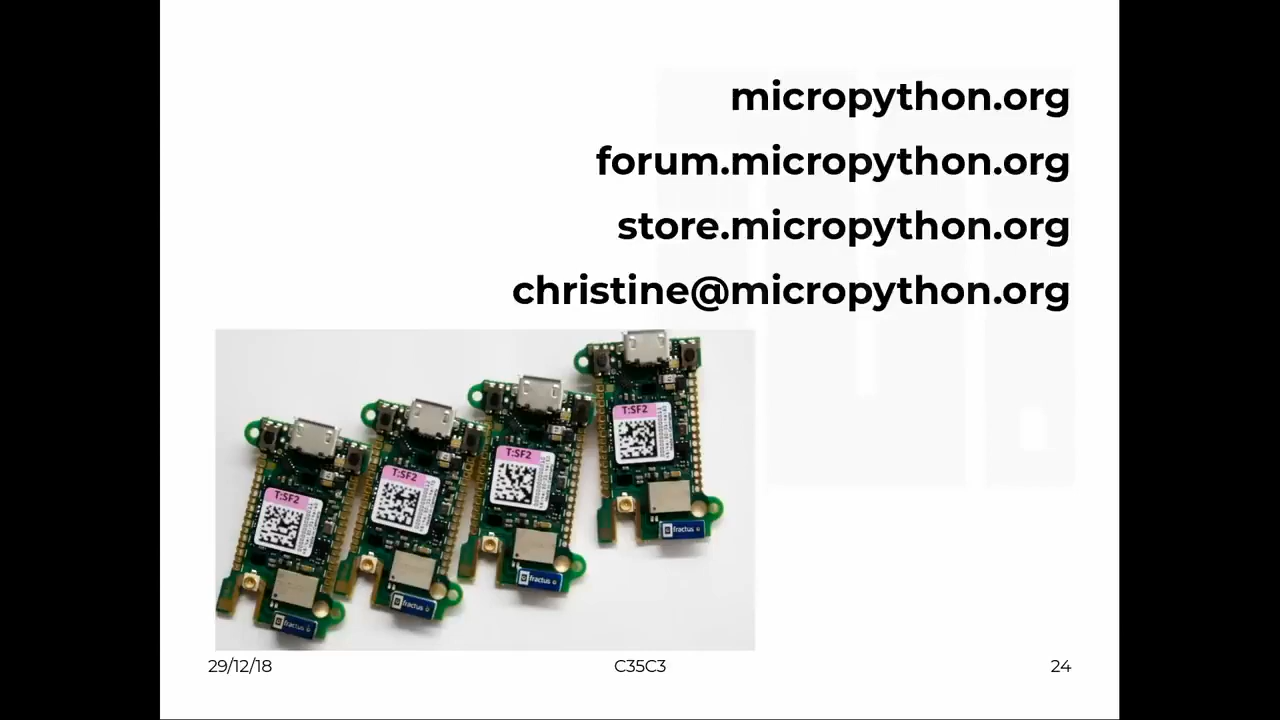 micropython.org
forum.micropython.org
store.micropython.org
christine@micropython.org
T:SF2
T:SF2
T:SF2
T:SF2
fractus
fractus
fractus
fractus
29/12/18
C35C3
24